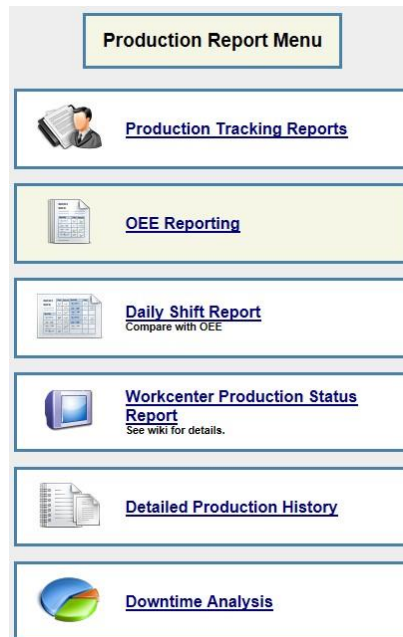 Production Report Menu
Production Tracking Reports
OEE Reporting
Daily Shift Report
Compare with OEE
Workcenter Production Status
Report
See wiki for details.
Detailed Production History
Downtime Analysis